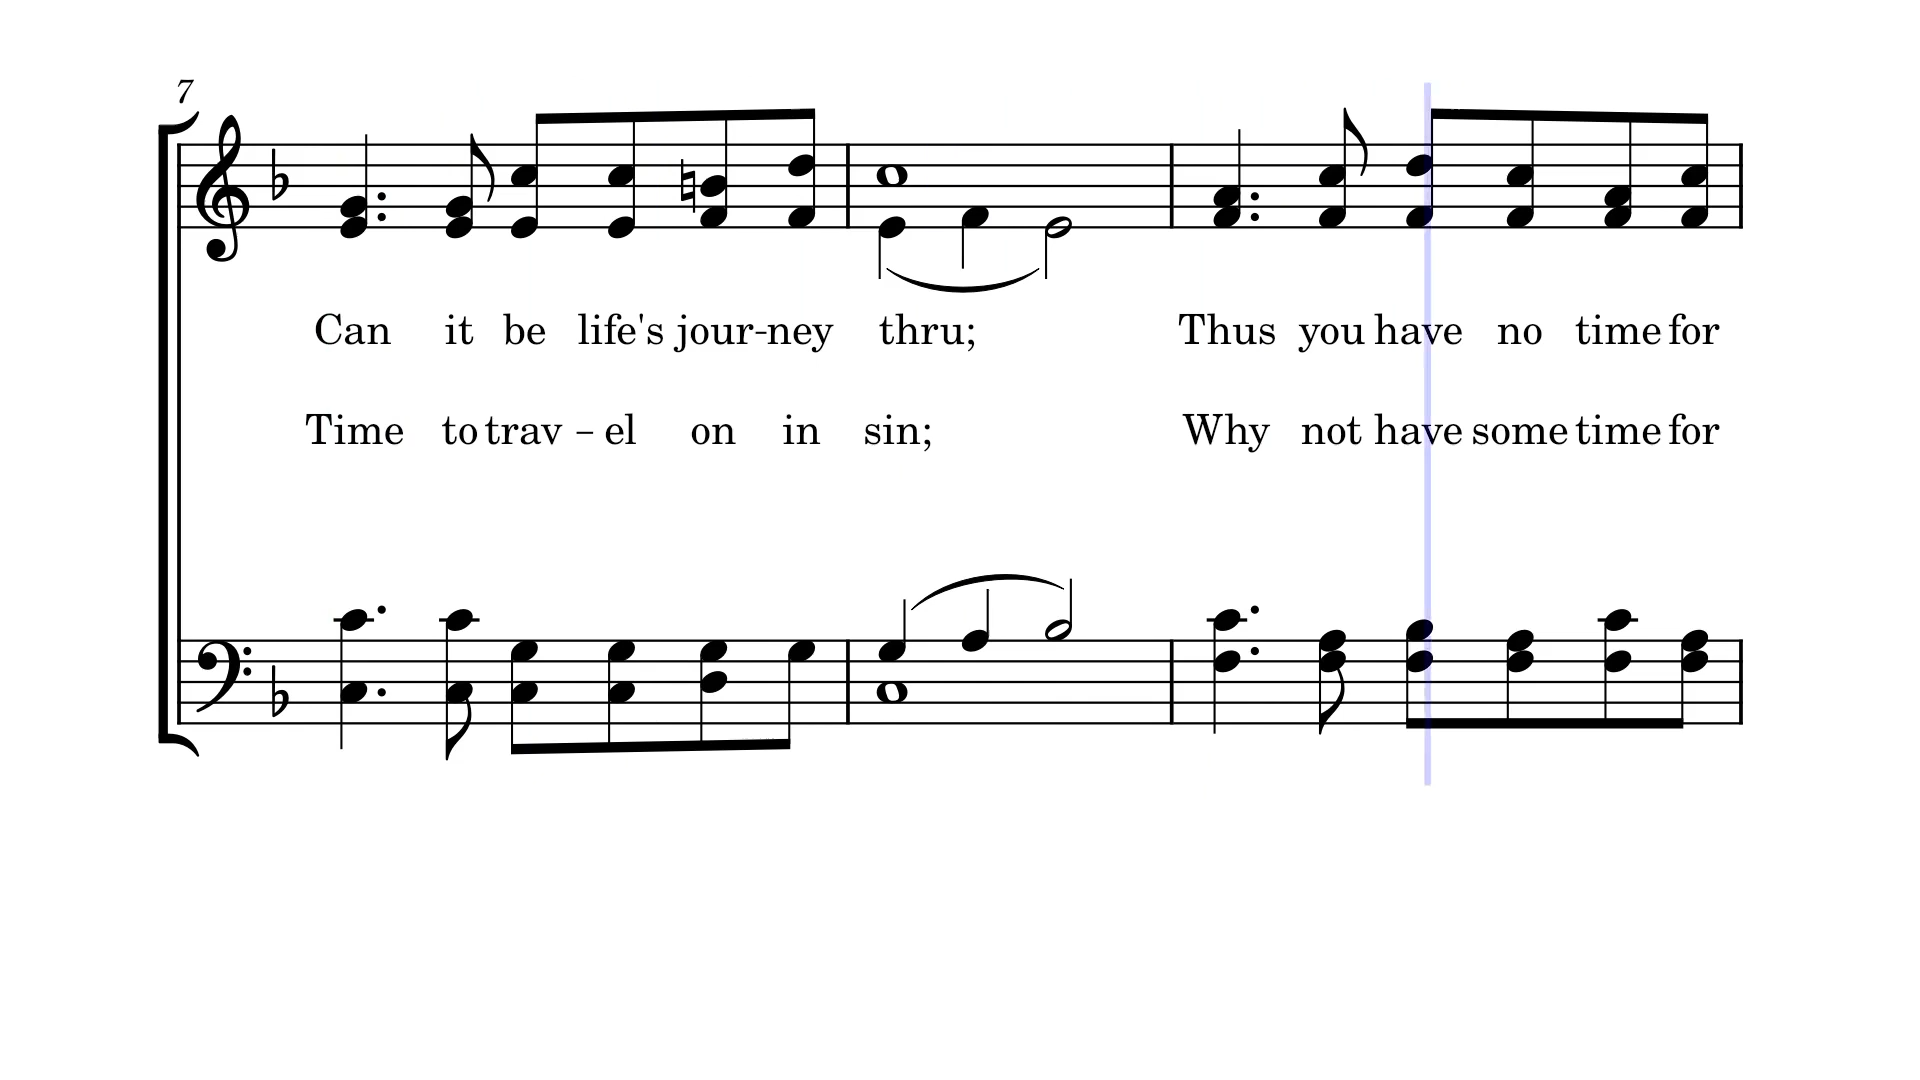 7
Can it be life's jour-ney thru; Thus you have no time for
Time to trav - el on in sin; Why not have some time for